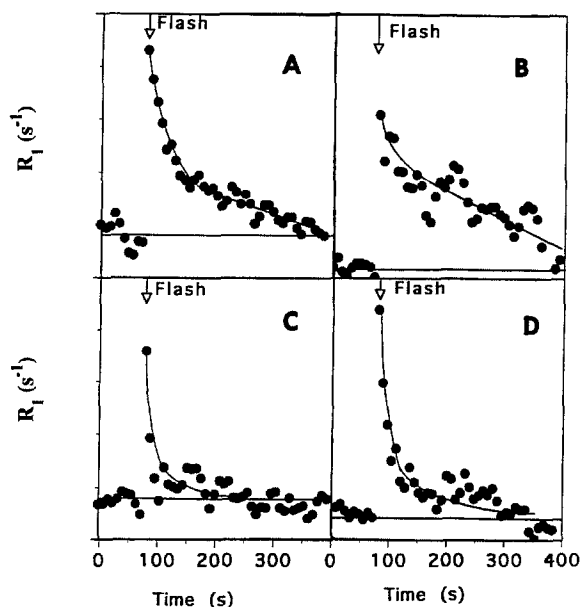 Flash
Flash
A
B
R1 (s-1)
Flash
Flash
C
D
R1 (s-1)
0 100 200 300 0 100 200 300 400
Time (s)
Time (s)